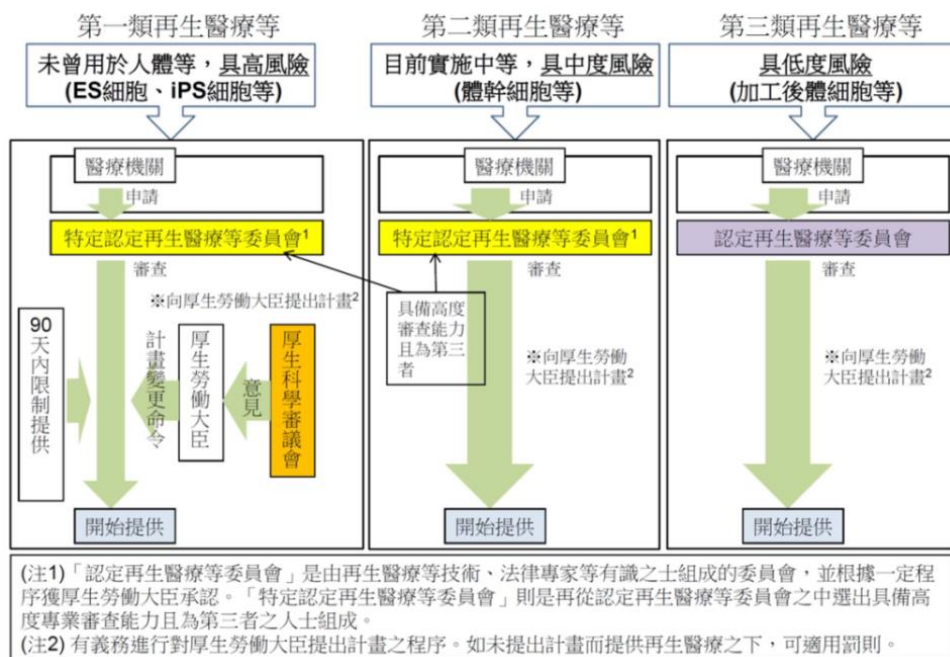 第一類再生醫療等
未曾用於人體等，具高風險
(ES細胞、iPS細胞等)
醫療機關
申請
特定認定再生醫療等委員會1
審查
※向厚生勞働大臣提出計畫2
90天內限制提供
計畫變更命令
厚生勞働大臣
意見
厚生科學審議會
開始提供
第二類再生醫療等
目前實施中等，具中度風險
(體幹細胞等)
醫療機關
申請
特定認定再生醫療等委員會1
審查
具備高度
審查能力
且為第三
者
※向厚生勞働
大臣提出計畫2
開始提供
第三類再生醫療等
具低度風險
(加工後體細胞等)
醫療機關
申請
認定再生醫療等委員會
審查
※向厚生勞働
大臣提出計畫2
開始提供
(注1)「認定再生醫療等委員會」是由再生醫療等技術、法律專家等有識之士組成的委員會，並根據一定程
序獲厚生勞働大臣承認。「特定認定再生醫療等委員會」則是再從認定再生醫療等委員會之中選出具備高
度專業審查能力且為第三者之人士組成。
(注2) 有義務進行對厚生勞働大臣提出計畫之程序。如未提出計畫而提供再生醫療之下，可適用罰則。